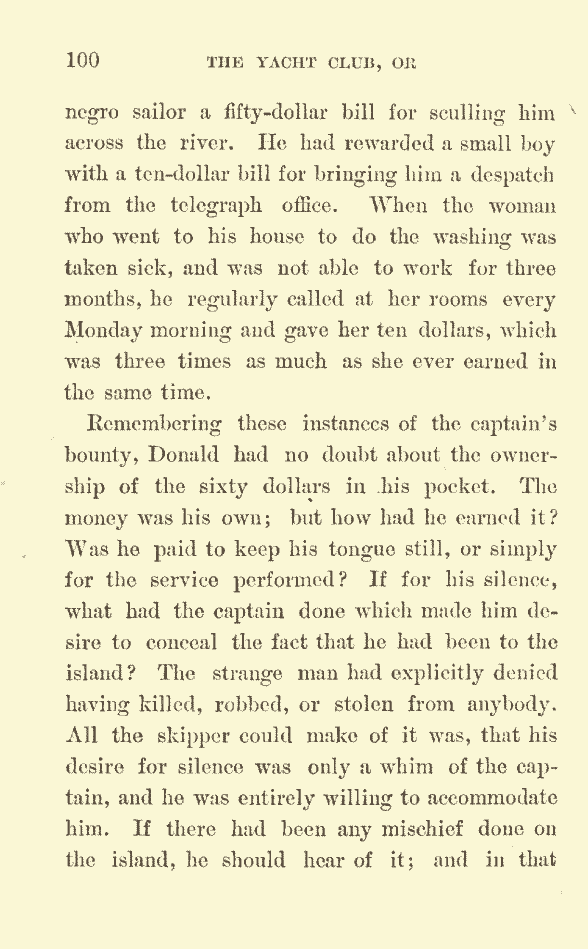 100 THE YACHT CLUB, OR
negro sailor a fifty-dollar bill for sculling him
across the river. He had rewarded a small boy
with a ten-dollar bill for bringing him a despatch
from the telegraph office. When the woman
who went to his house to do the washing was
taken sick, and was not able to work for three
months, he regularly called at her rooms every
Monday morning and gave her ten dollars, which
was three times as much as she ever earned in
the same time.
Remembering these instances of the captain's
bounty, Donald had no doubt about the owner-
ship of the sixty dollars in his pocket. The
money was his own; but how had he earned it?
Was he paid to keep his tongue still, or simply
for the service performed? If for his silence,
what had the captain done which made him de-
sire to conceal the fact that he had been to the
island? The strange man had explicitly denied
having killed, robbed, or stolen from anybody.
All the skipper could make of it was, that his
desire for silence was only a whim of the cap-
tain, and he was entirely willing to accommodate
him. If there had been any mischief done on
the island, he should hear of it; and in that